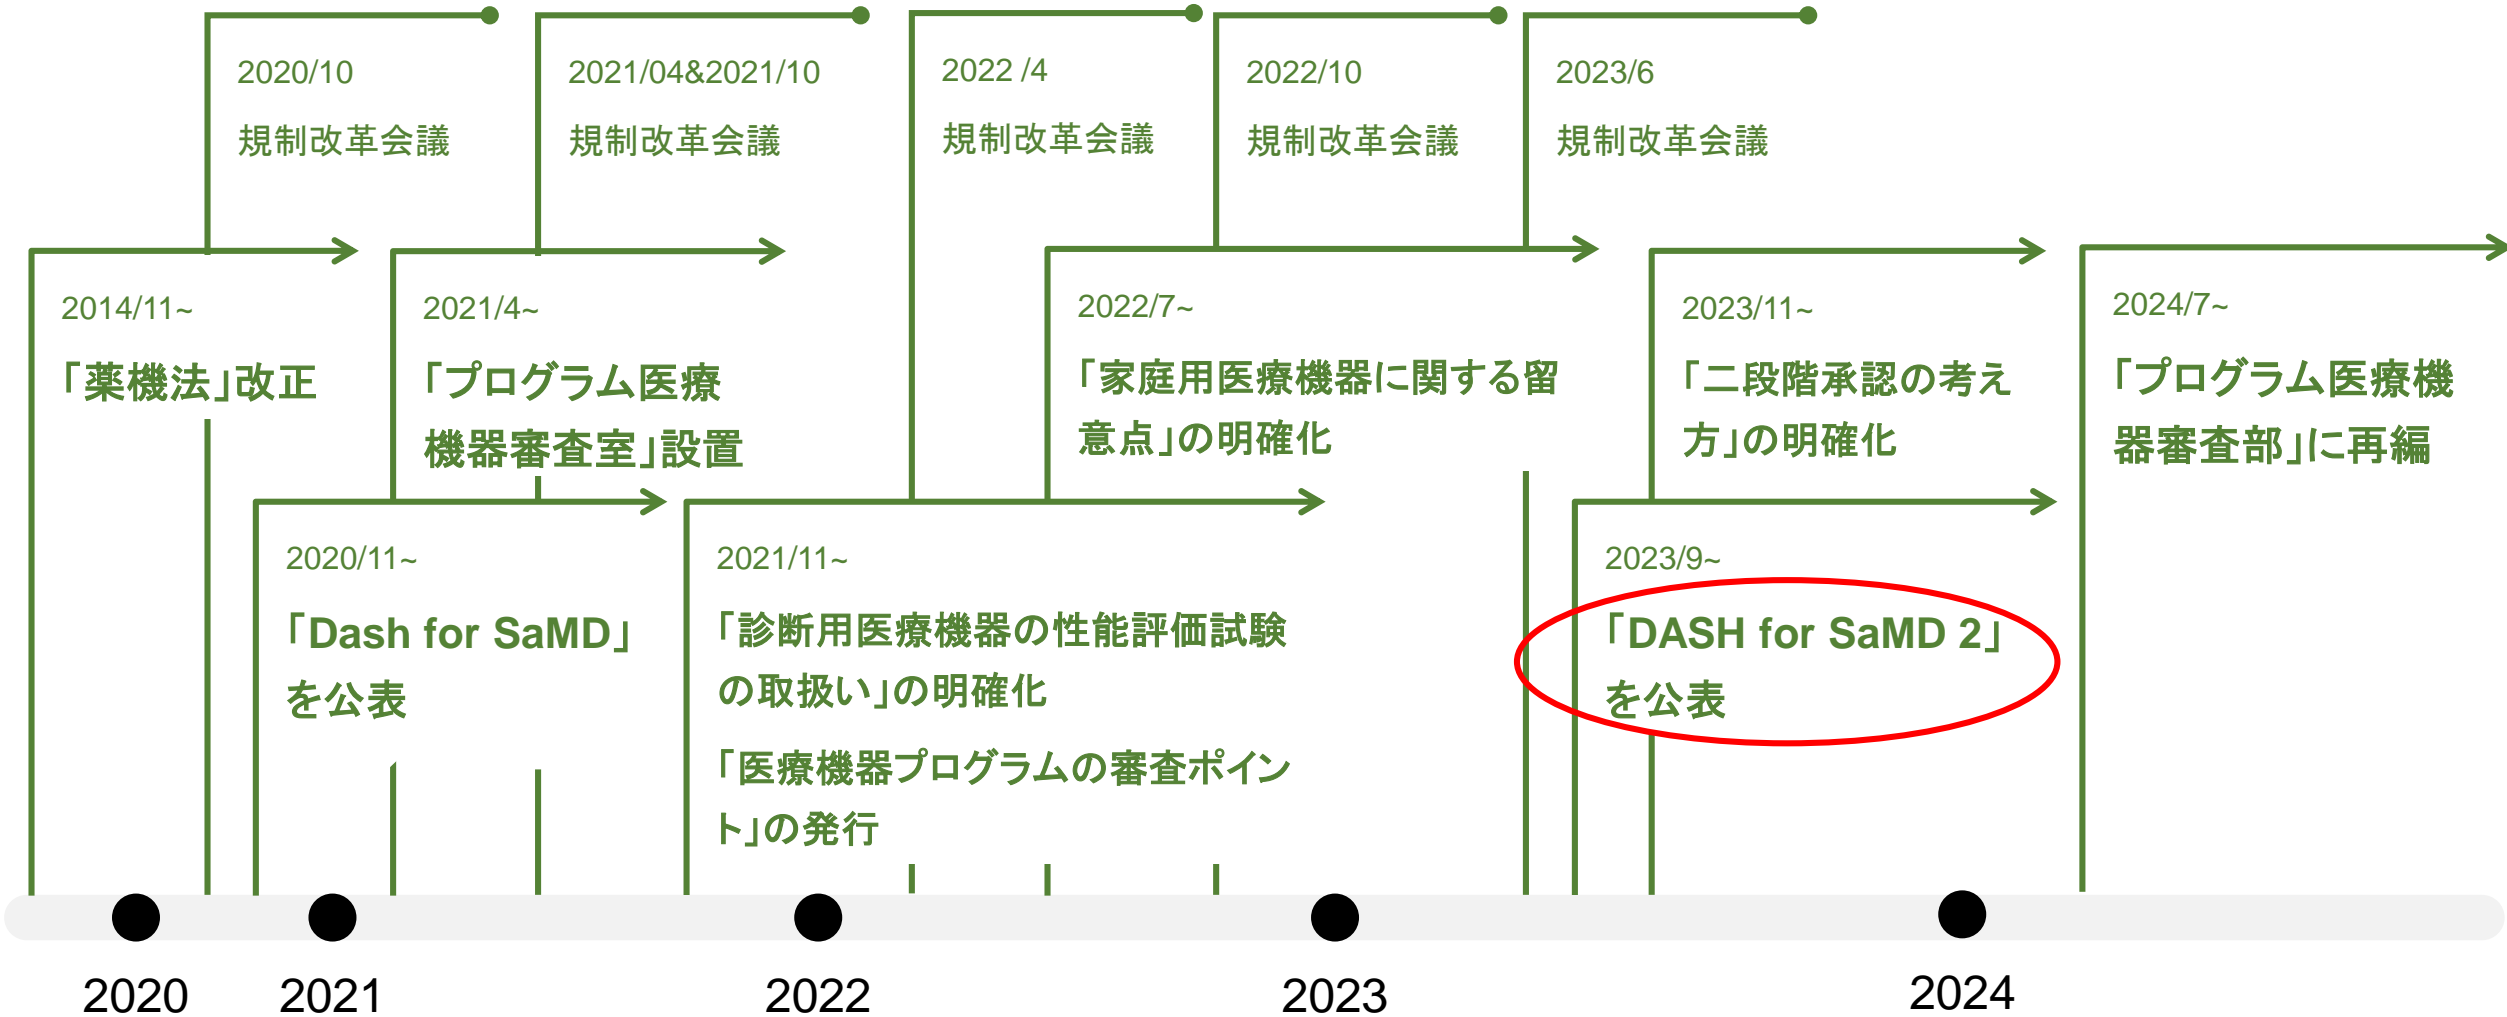 2020/10
規制改革会議
2021/04&2021/10
規制改革会議
2022 /4
規制改革会議
2022/10
規制改革会議
2023/6
規制改革会議
2014/11~
「薬機法」改正
2021/4~
「プログラム医療
機器審査室」設置
2022/7~
「家庭用医療機器に関する留
意点」の明確化
2023/11~
「二段階承認の考え
方」の明確化
2024/7~
「プログラム医療機
器審査部」に再編
2020/11~
「Dash for SaMD」
を公表
2021/11~
「診断用医療機器の性能評価試験
の取扱い」の明確化
「医療機器プログラムの審査ポイン
ト」の発行
2023/9~
「DASH for SaMD 2」
を公表
2020
2021
2022
2023
2024